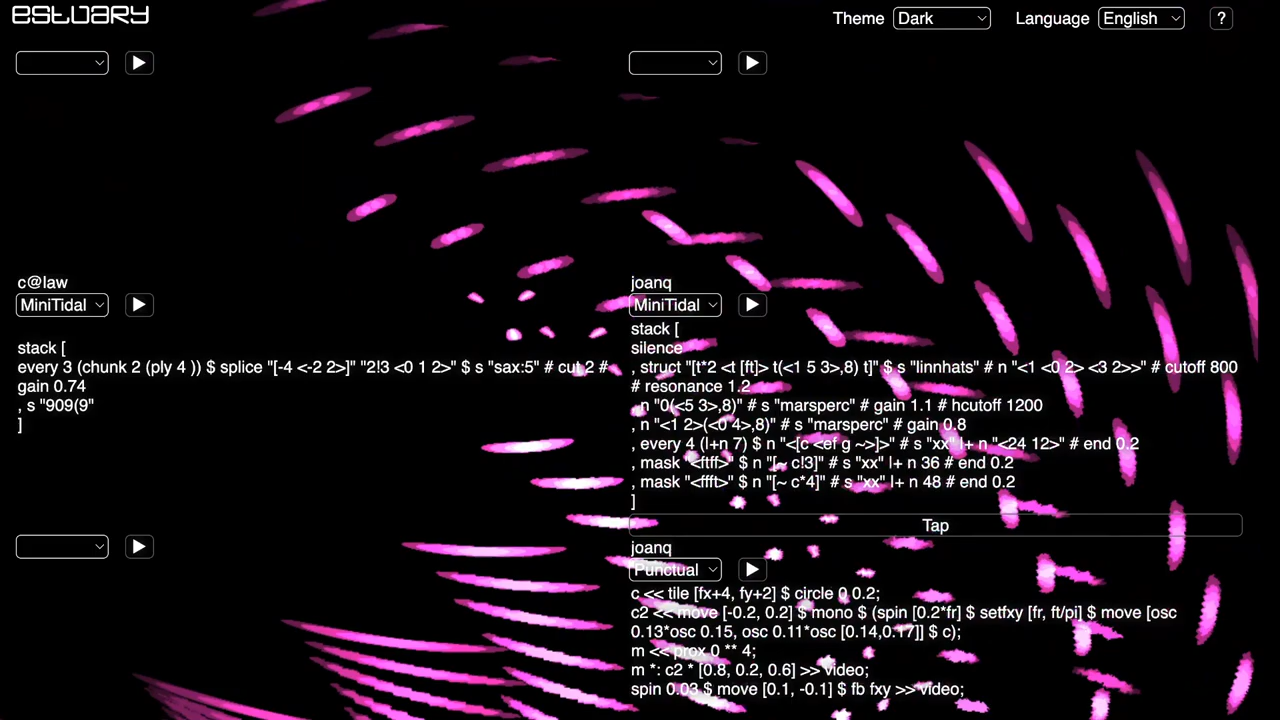 estuary
Theme Dark Language English ?
c@law
MiniTidal
stack [
every 3 (chunk 2 (ply 4 )) $ splice "[-4 <-2 2>]" "2!3 <0 1 2>" $ s "sax:5" # cut 2 #
gain 0.74
, s "909(9"
]
joanq
MiniTidal
stack [
silence
, struct "[t*2 <t [ft]> t(<1 5 3>,8) t]" $ s "linnhats" # n "<1 <0 2> <3 2>>" # cutoff 800
# resonance 1.2
, n "0(<5 3>,8)" # s "marsperc" # gain 1.1 # hcutoff 1200
, n "<1 2>(<0 4>,8)" # s "marsperc" # gain 0.8
, every 4 (|+n 7) $ n "<[c <ef g ~>]>" # s "xx" |+ n "<24 12>" # end 0.2
, mask "<ftff>" $ n "[~ c!3]" # s "xx" |+ n 36 # end 0.2
, mask "<ffft>" $ n "[~ c*4]" # s "xx" |+ n 48 # end 0.2
]
Tap
joanq
Punctual
c << tile [fx+4, fy+2] $ circle 0 0.2;
c2 << move [-0.2, 0.2] $ mono $ (spin [0.2*fr] $ setfxy [fr, ft/pi] $ move [osc
0.13*osc 0.15, osc 0.11*osc [0.14,0.17]] $ c);
m << prox 0 ** 4;
m *: c2 * [0.8, 0.2, 0.6] >> video;
spin 0.03 $ move [0.1, -0.1] $ fb fxy >> video;